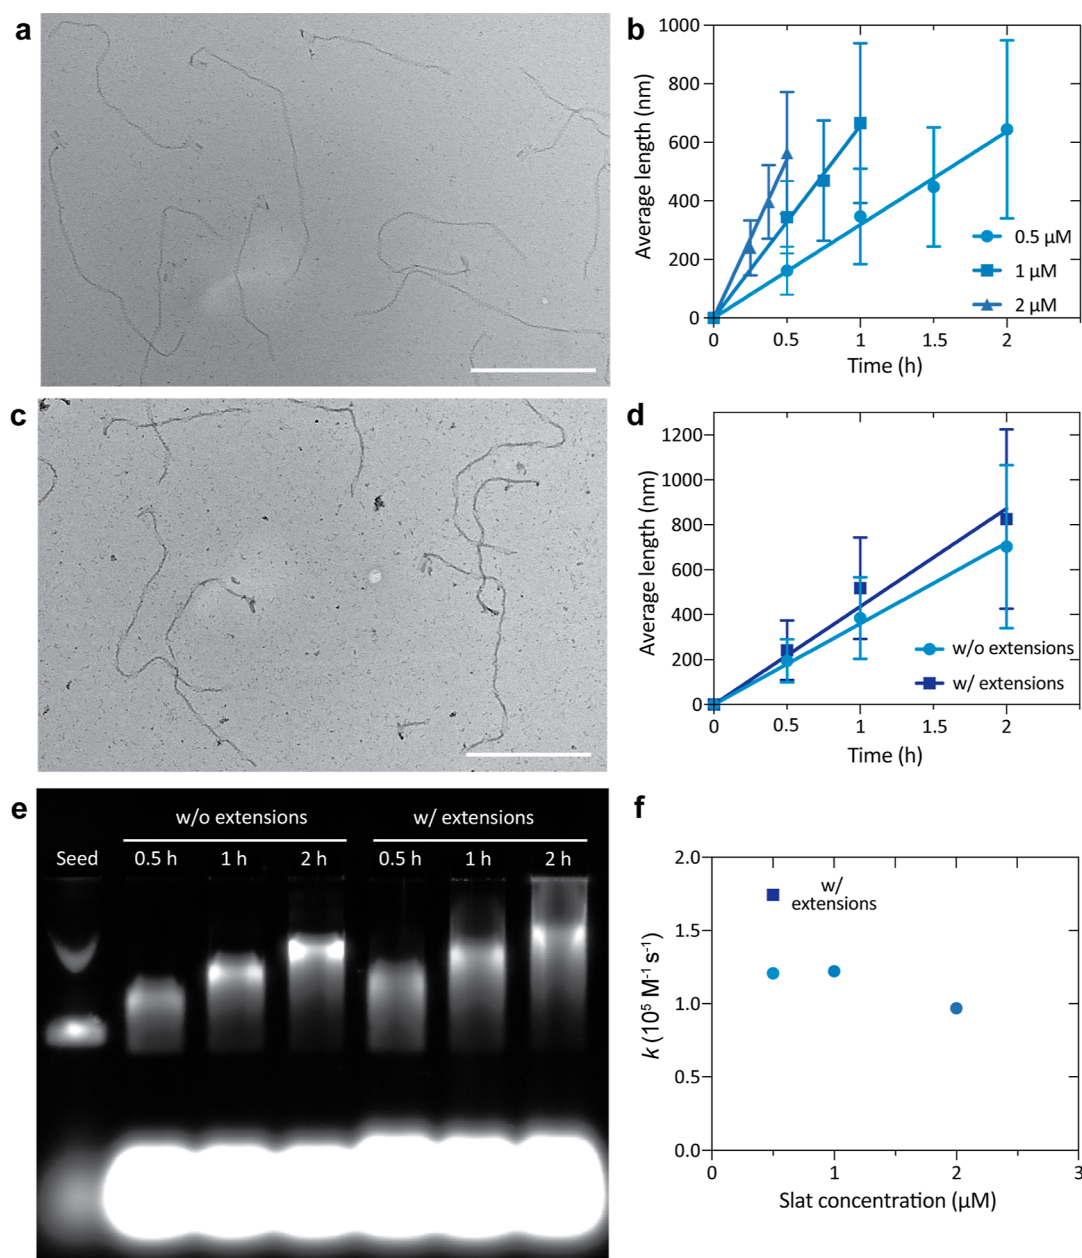 a
b
1000
800
600
400
200
0
Average length (nm)
0.5 μM
1 μM
2 μM
0.5
1
1.5
2
Time (h)
c
d
1200
1000
800
600
400
200
0
Average length (nm)
w/o extensions
w/ extensions
0
0.5
1
1.5
2
Time (h)
e
w/o extensions
w/ extensions
Seed
0.5 h
1 h
2 h
0.5 h
1 h
2 h
f
2.0
1.5
1.0
0.5
0.0
k (10⁵ M⁻¹ s⁻¹)
w/
extensions
0
1
2
3
Slat concentration (μM)